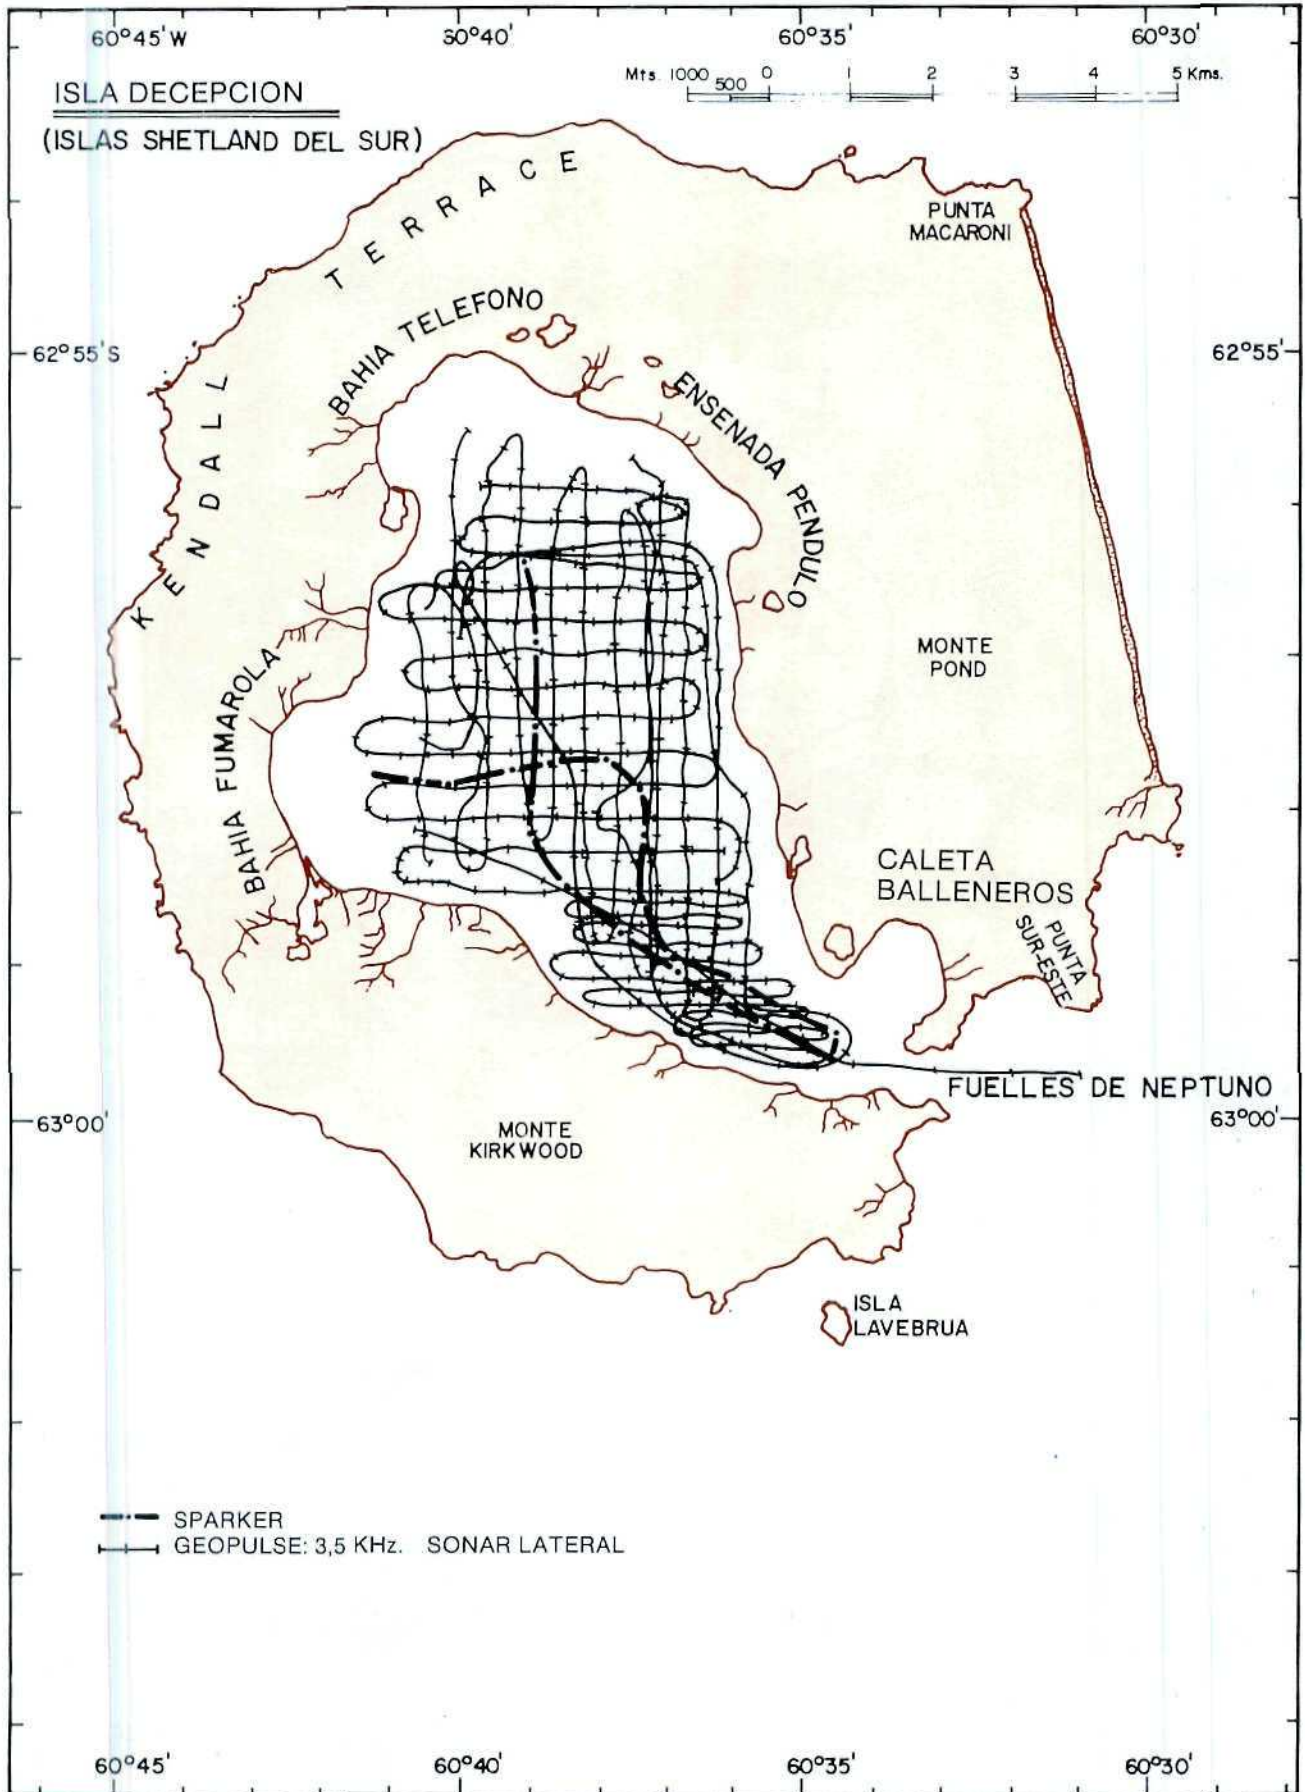 60°45'W 30°40' 60°35' 60°30'
Mts. 1000 500 0 1 2 3 4 5 Kms.
ISLA DECEPCION
(ISLAS SHETLAND DEL SUR)
KENDALL TERRACE
PUNTA
MACARONI
BAHIA TELEFONO
62°55'S
62°55'
ENSENADA PENDULO
MONTE
POND
BAHIA FUMAROLA
CALETA
BALLENEROS
PUNTA
SUR-ESTE
FUELLES DE NEPTUNO
63°00'
63°00'
MONTE
KIRKWOOD
ISLA
LAVEBRUA
SPARKER
GEOPULSE: 3,5 KHz. SONAR LATERAL
60°45' 60°40' 60°35' 60°30'